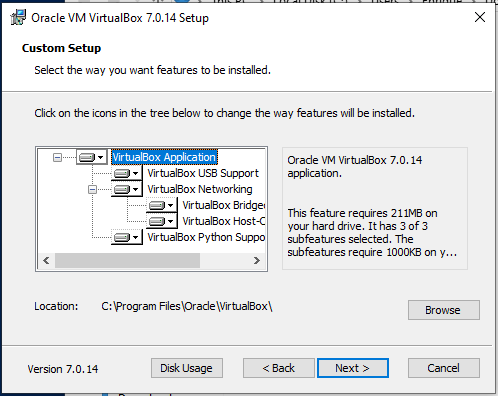 Oracle VM VirtualBox 7.0.14 Setup
Custom Setup
Select the way you want features to be installed.
Click on the icons in the tree below to change the way features will be installed.
VirtualBox Application
VirtualBox USB Support
VirtualBox Networking
VirtualBox Bridge
VirtualBox Host-C
VirtualBox Python Suppo
Oracle VM VirtualBox 7.0.14
application.
This feature requires 211MB on
your hard drive. It has 3 of 3
subfeatures selected. The
subfeatures require 1000KB on y...
Location: C:\Program Files\Oracle\VirtualBox\
Browse
Version 7.0.14
Disk Usage
< Back
Next >
Cancel